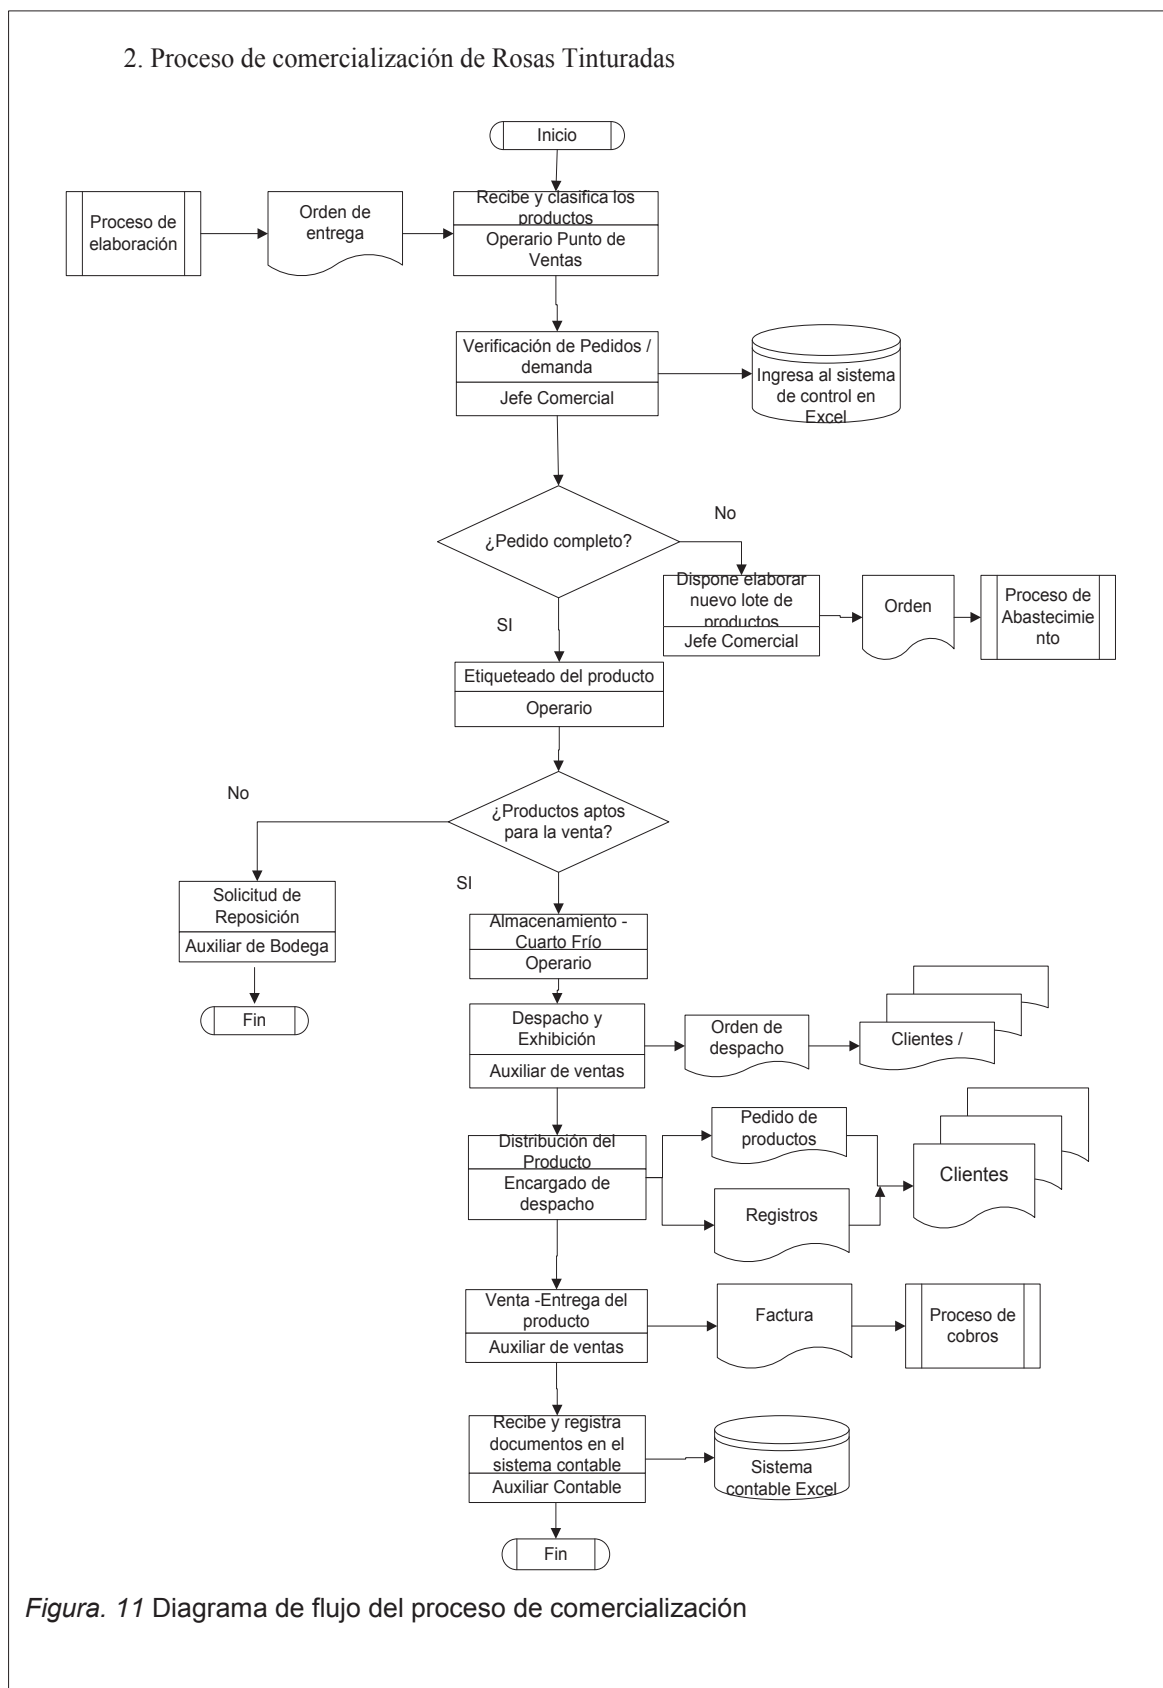 2. Proceso de comercialización de Rosas Tinturadas
Inicio
Proceso de
elaboración
Orden de
entrega
Recibe y clasifica los
productos
Operario Punto de
Ventas
Verificación de Pedidos /
demanda
Jefe Comercial
Ingresa al sistema
de control en
Excel
¿Pedido completo?
No
Dispone elaborar
nuevo lote de
productos
Jefe Comercial
Orden
Proceso de
Abastecimie
nto
SI
Etiqueteado del producto
Operario
¿Productos aptos
para la venta?
No
Solicitud de
Reposición
Auxiliar de Bodega
Fin
SI
Almacenamiento -
Cuarto Frío
Operario
Despacho y
Exhibición
Auxiliar de ventas
Orden de
despacho
Clientes /
Distribución del
Producto
Encargado de
despacho
Pedido de
productos
Registros
Clientes
Venta -Entrega del
producto
Auxiliar de ventas
Factura
Proceso de
cobros
Recibe y registra
documentos en el
sistema contable
Auxiliar Contable
Sistema
contable Excel
Fin
Figura. 11 Diagrama de flujo del proceso de comercialización